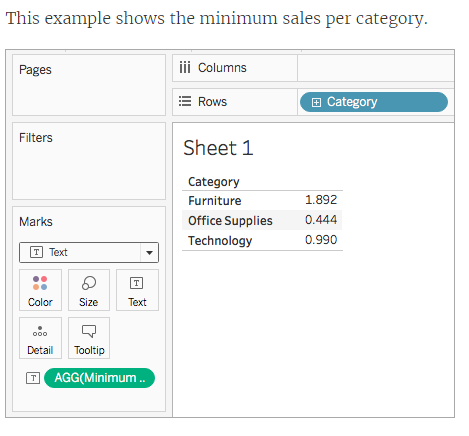 This example shows the minimum sales per category.
Pages
Columns
Rows
Category
Filters
Sheet 1
Category
Furniture 1.892
Office Supplies 0.444
Technology 0.990
Marks
T Text
Color Size T Text
Detail Tooltip
T AGG(Minimum ..